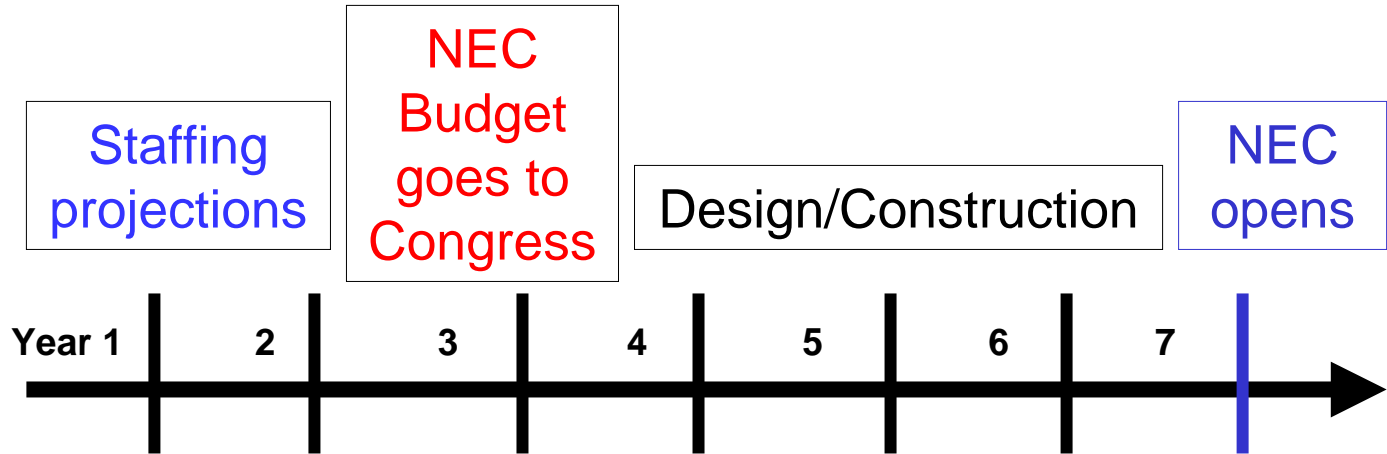 Staffing
projections
NEC
Budget
goes to
Congress
Design/Construction
NEC
opens
Year 1 2 3 4 5 6 7